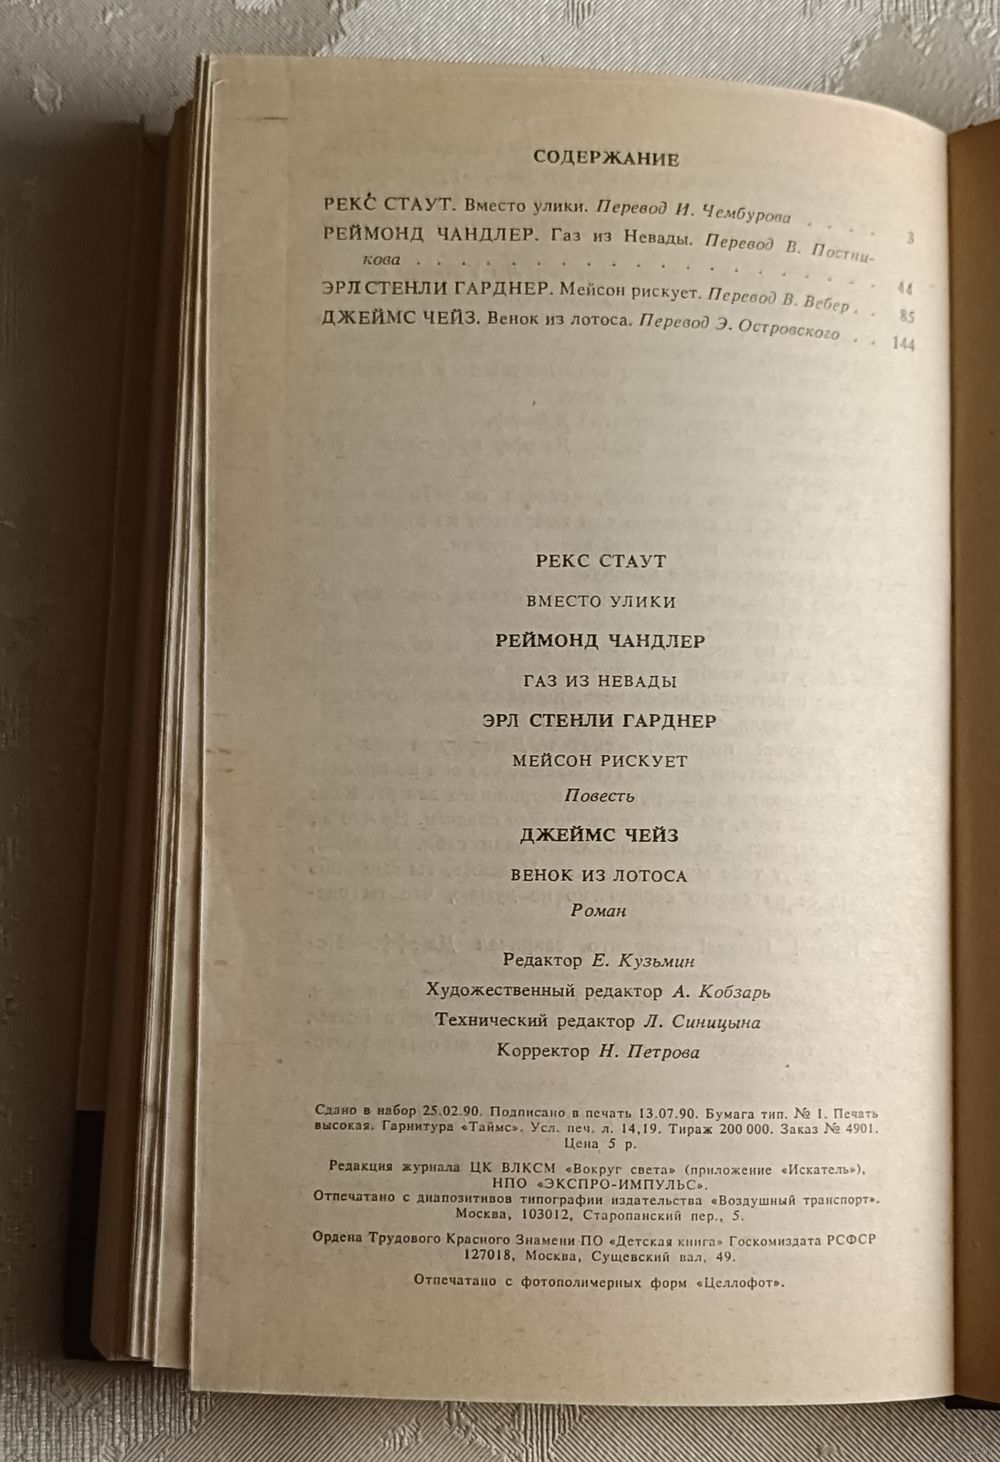 СОДЕРЖАНИЕ
РЕКС СТАУТ. Вместо улики. Перевод И. Чембурова . . . . 3
РЕЙМОНД ЧАНДЛЕР. Газ из Невады. Перевод В. Постни-
кова . . . . . . . . . . . . . . . . . . 44
ЭРЛ СТЕНЛИ ГАРДНЕР. Мейсон рискует. Перевод В. Вебер . . 85
ДЖЕЙМС ЧЕЙЗ. Венок из лотоса. Перевод Э. Островского . . 144
РЕКС СТАУТ
ВМЕСТО УЛИКИ
РЕЙМОНД ЧАНДЛЕР
ГАЗ ИЗ НЕВАДЫ
ЭРЛ СТЕНЛИ ГАРДНЕР
МЕЙСОН РИСКУЕТ
Повесть
ДЖЕЙМС ЧЕЙЗ
ВЕНОК ИЗ ЛОТОСА
Роман
Редактор Е. Кузьмин
Художественный редактор А. Кобзарь
Технический редактор Л. Синицына
Корректор Н. Петрова
Сдано в набор 25.02.90. Подписано в печать 13.07.90. Бумага тип. № 1. Печать
высокая. Гарнитура «Таймс». Усл. печ. л. 14,19. Тираж 200 000. Заказ № 4901.
Цена 5 р.
Редакция журнала ЦК ВЛКСМ «Вокруг света» (приложение «Искатель»),
НПО «ЭКСПРО-ИМПУЛЬС».
Отпечатано с диапозитивов типографии издательства «Воздушный транспорт».
Москва, 103012, Старопанский пер., 5.
Ордена Трудового Красного Знамени ПО «Детская книга» Госкомиздата РСФСР
127018, Москва, Сущевский вал, 49.
Отпечатано с фотополимерных форм «Целлофот».